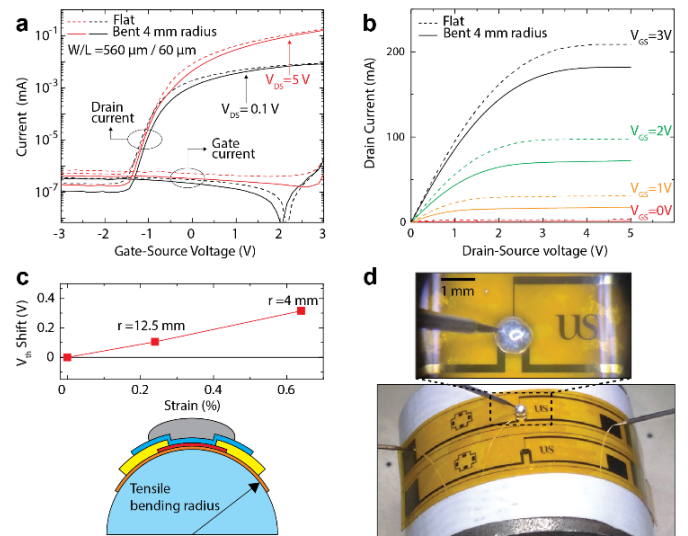 a
Flat
Bent 4 mm radius
W/L =560 µm / 60 µm
V_DS=5 V
V_DS= 0.1 V
Drain
current
Gate
current
Current (mA)
10^-1
10^-3
10^-5
10^-7
-3 -2 -1 0 1 2 3
Gate-Source Voltage (V)
b
Flat
Bent 4 mm radius
V_GS=3V
V_GS=2V
V_GS=1V
V_GS=0V
Drain Current (mA)
200
100
0
0 1 2 3 4 5 6
Drain-Source voltage (V)
c
V_th Shift (V)
0.4
0.2
0.0
r=12.5 mm
r=4 mm
0.0 0.2 0.4 0.6
Strain (%)
Tensile
bending radius
d
1 mm
US
US
US